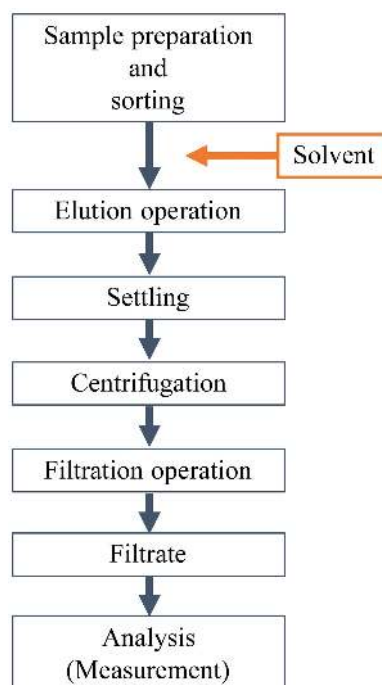 Sample preparation
and
sorting
Solvent
Elution operation
Settling
Centrifugation
Filtration operation
Filtrate
Analysis
(Measurement)